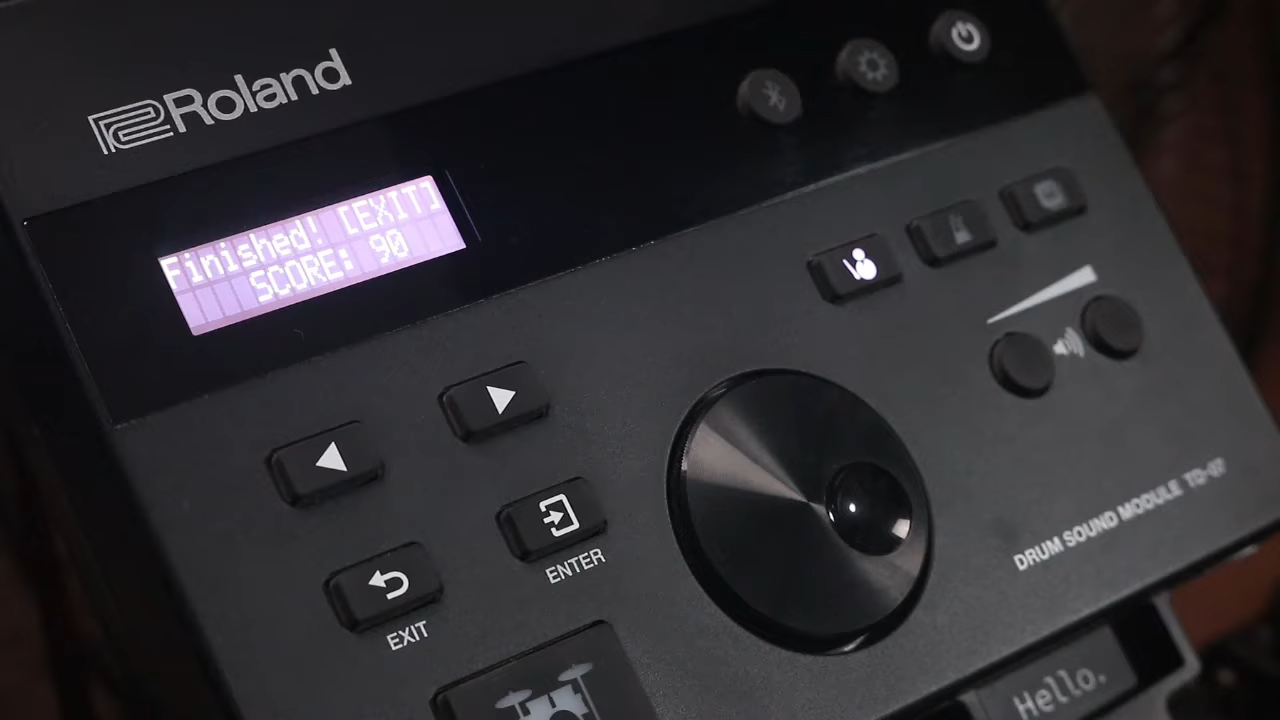 Roland
Finished! [EXIT]
SCORE: 90
ENTER
EXIT
DRUM SOUND MODULE TD-07
Hello.